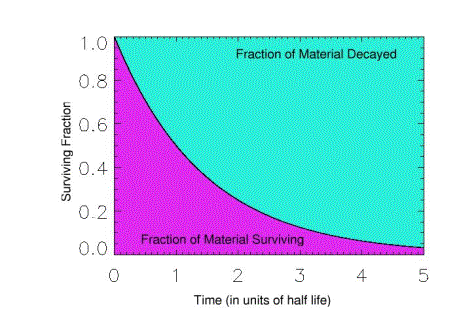 1.0
Fraction of Material Decayed
0.8
0.6
Surviving Fraction
0.4
0.2
Fraction of Material Surviving
0.0
0 1 2 3 4 5
Time (in units of half life)